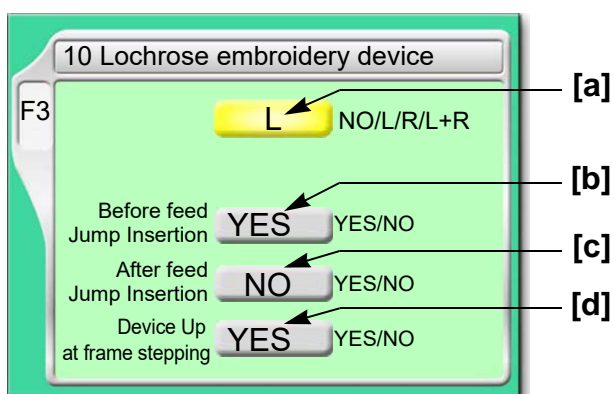 10 Lochrose embroidery device
[a]
F3
L NO/L/R/L+R
[b]
Before feed
Jump Insertion YES YES/NO
[c]
After feed
Jump Insertion NO YES/NO
[d]
Device Up
at frame stepping YES YES/NO